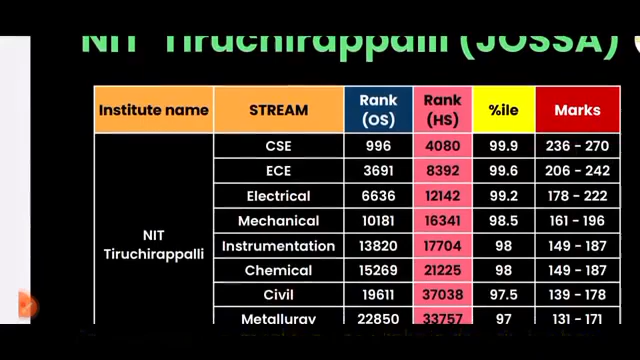 NIT Tiruchirappalli (JOSSA)
Institute name STREAM Rank (OS) Rank (HS) %ile Marks
CSE 996 4080 99.9 236 - 270
ECE 3691 8392 99.6 206 - 242
Electrical 6636 12142 99.2 178 - 222
Mechanical 10181 16341 98.5 161 - 196
NIT Tiruchirappalli
Instrumentation 13820 17704 98 149 - 187
Chemical 15269 21225 98 149 - 187
Civil 19611 37038 97.5 139 - 178
Metallurgy 22850 33757 97 131 - 171